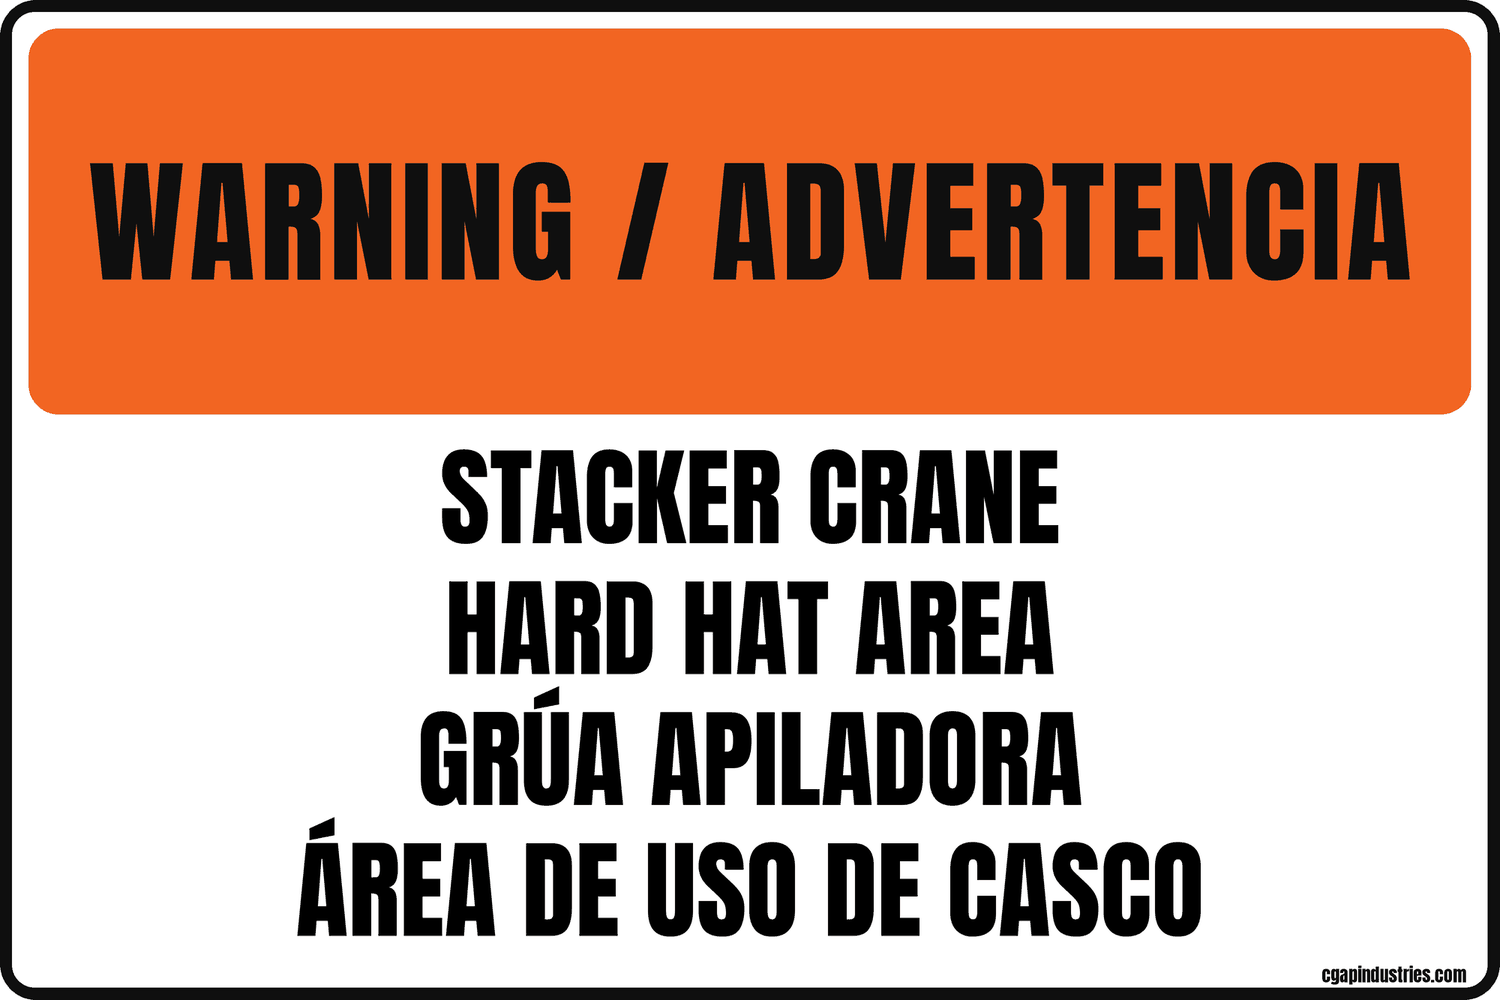 WARNING / ADVERTENCIA
STACKER CRANE
HARD HAT AREA
GRÚA APILADORA
ÁREA DE USO DE CASCO
cgapindustries.com